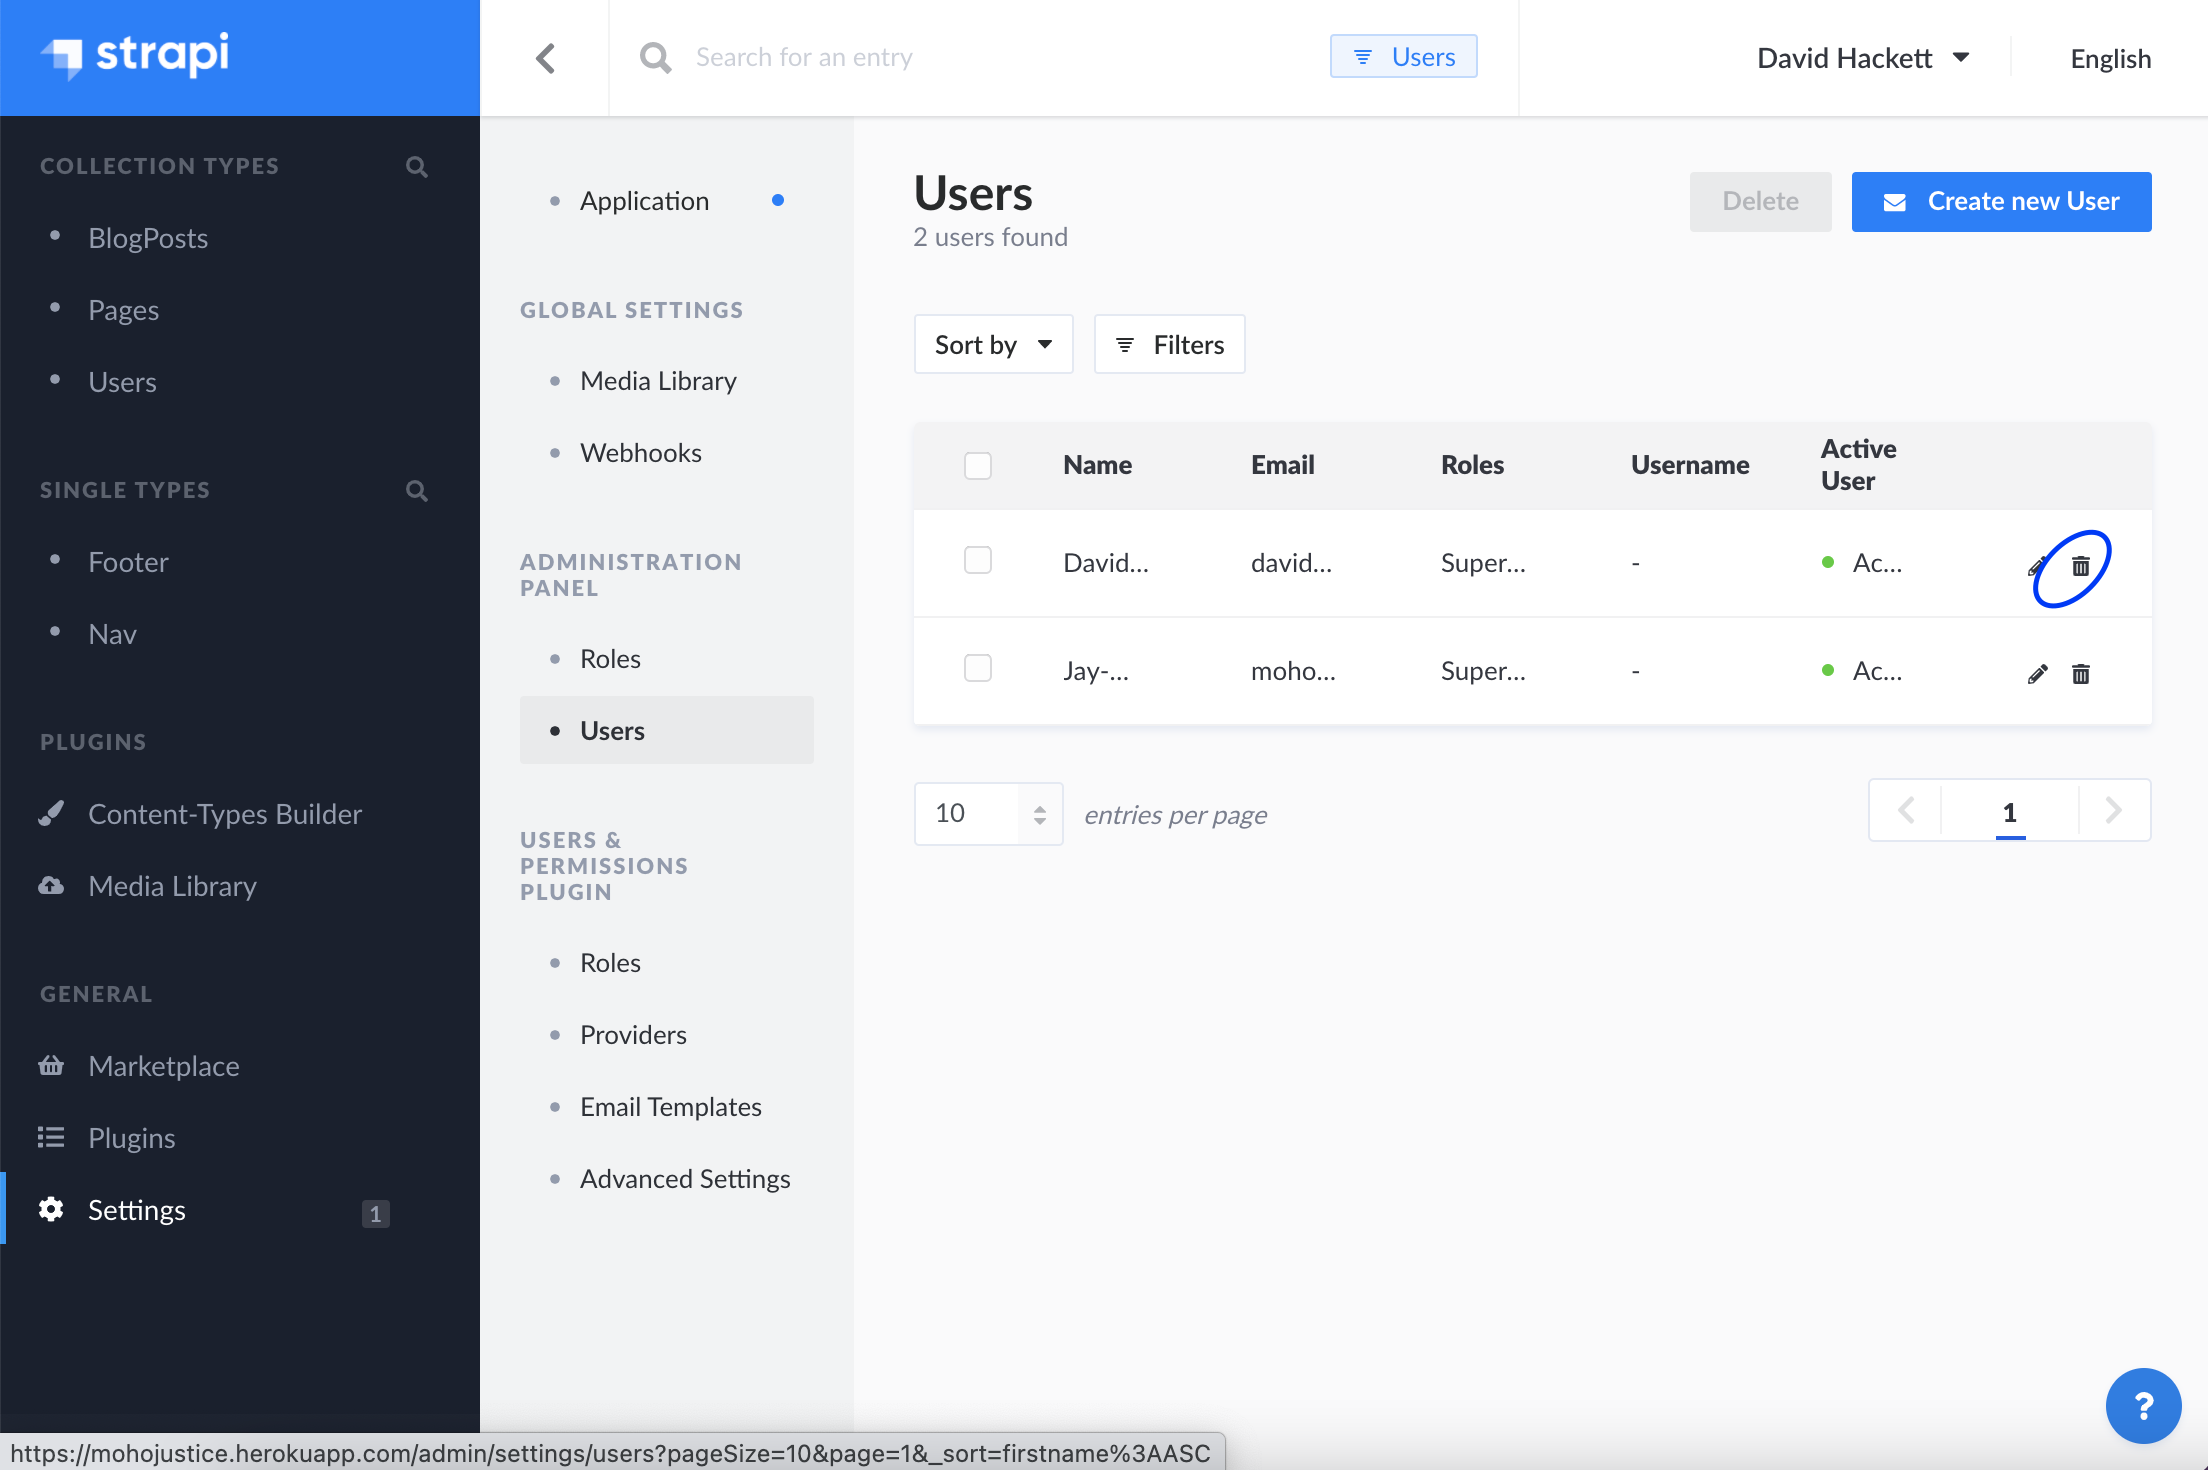 strapi
Search for an entry
Users
David Hackett
English
COLLECTION TYPES
BlogPosts
Pages
Users
SINGLE TYPES
Footer
Nav
PLUGINS
Content-Types Builder
Media Library
GENERAL
Marketplace
Plugins
Settings
1
Application
GLOBAL SETTINGS
Media Library
Webhooks
ADMINISTRATION
PANEL
Roles
Users
USERS &
PERMISSIONS
PLUGIN
Roles
Providers
Email Templates
Advanced Settings
Users
2 users found
Delete
Create new User
Sort by
Filters
Name Email Roles Username Active User
David... david... Super... - Ac...
Jay-... moho... Super... - Ac...
10 entries per page
1
?
https://mohojustice.herokuapp.com/admin/settings/users?pageSize=10&page=1&_sort=firstname%3AASC